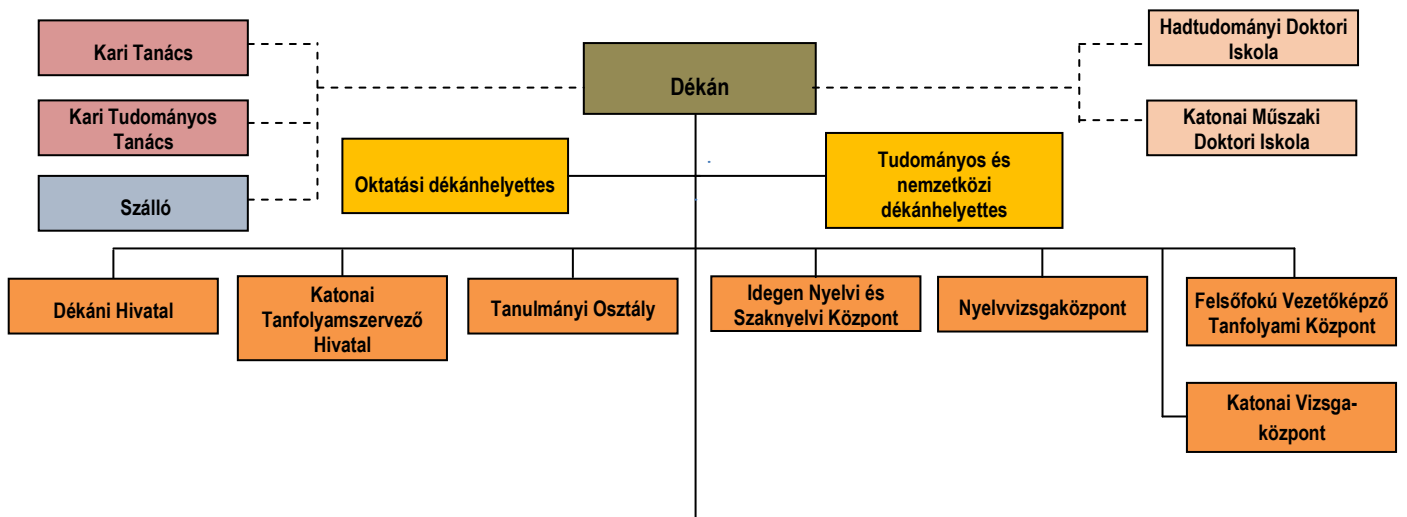 Kari Tanács
Dékán
Hadtudományi Doktori
Iskola
Kari Tudományos
Tanács
Katonai Műszaki
Doktori Iskola
Oktatási dékánhelyettes
Tudományos és
nemzetközi
dékánhelyettes
Szálló
Dékáni Hivatal
Katonai
Tanfolyamszervező
Hivatal
Tanulmányi Osztály
Idegen Nyelvi és
Szaknyelvi Központ
Nyelvvizsgaközpont
Felsőfokú Vezetőképző
Tanfolyami Központ
Katonai Vizsga-
központ